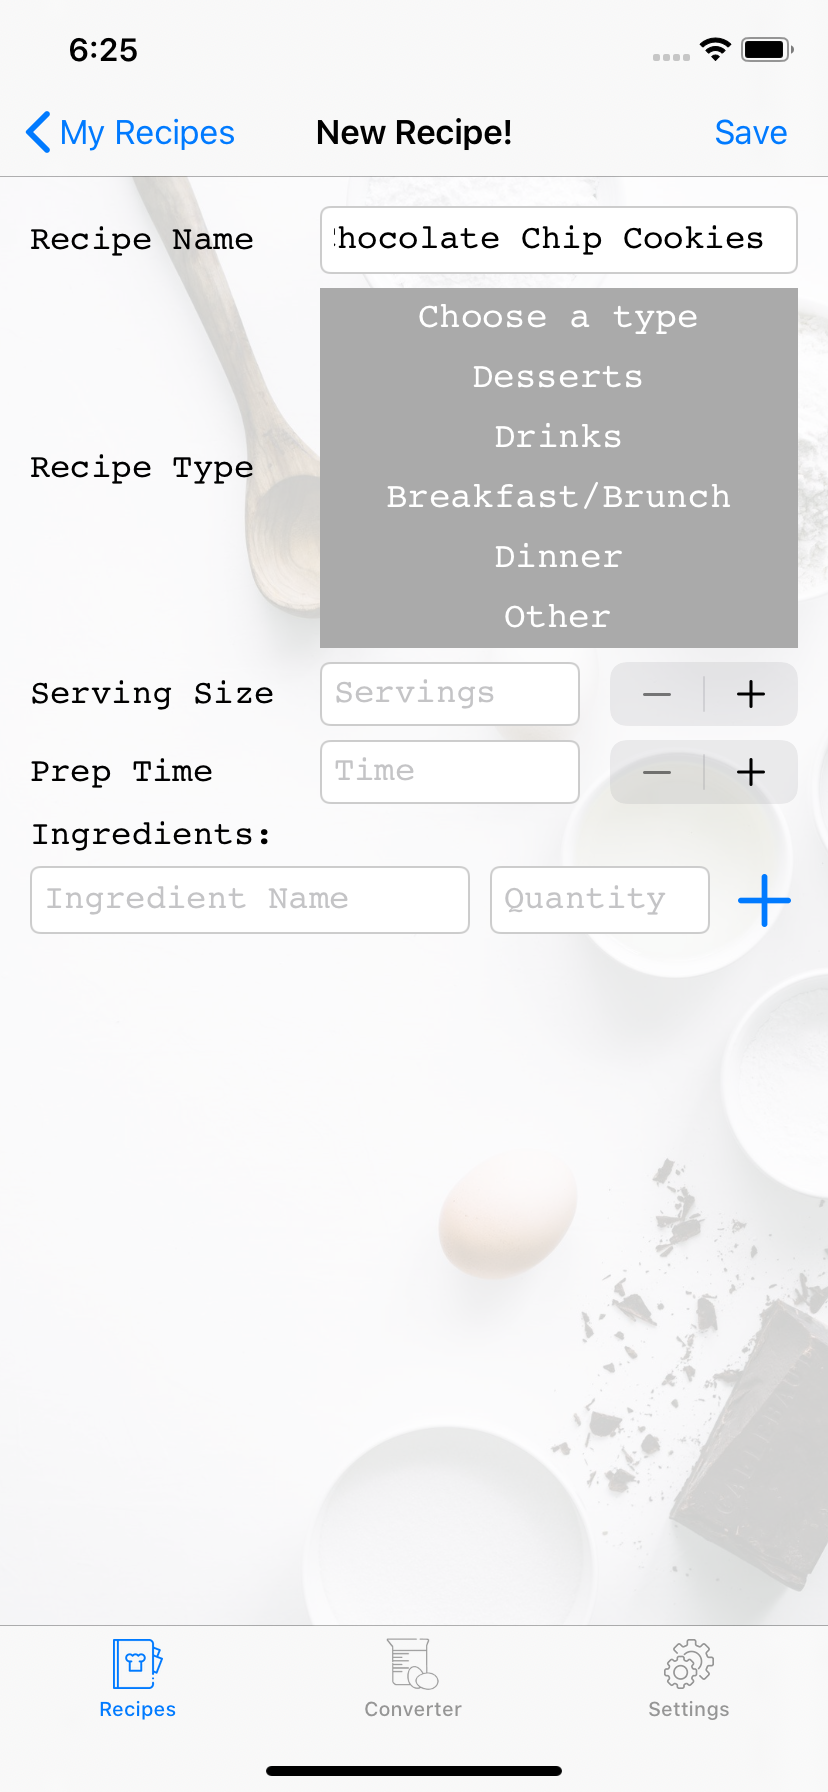 6:25
My Recipes New Recipe! Save
Recipe Name Chocolate Chip Cookies
Choose a type
Desserts
Drinks
Recipe Type
Breakfast/Brunch
Dinner
Other
Serving Size Servings
Prep Time Time
Ingredients:
Ingredient Name Quantity
Recipes Converter Settings